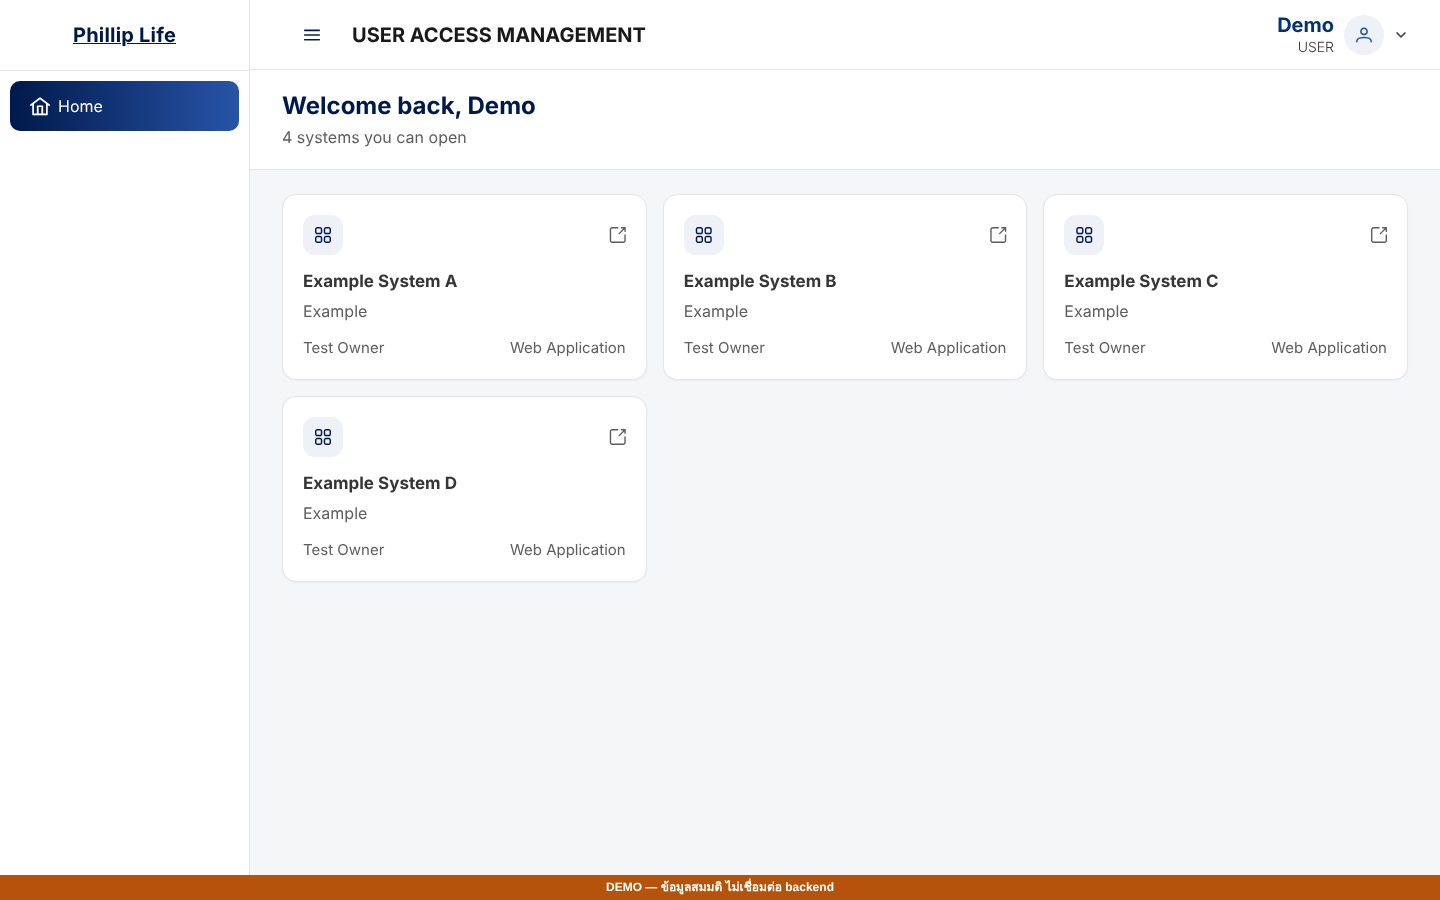 Phillip Life
USER ACCESS MANAGEMENT
Demo
USER
Home
Welcome back, Demo
4 systems you can open
Example System A
Example
Test Owner
Web Application
Example System B
Example
Test Owner
Web Application
Example System C
Example
Test Owner
Web Application
Example System D
Example
Test Owner
Web Application
DEMO — ข้อมูลสมมติ ไม่เชื่อมต่อ backend